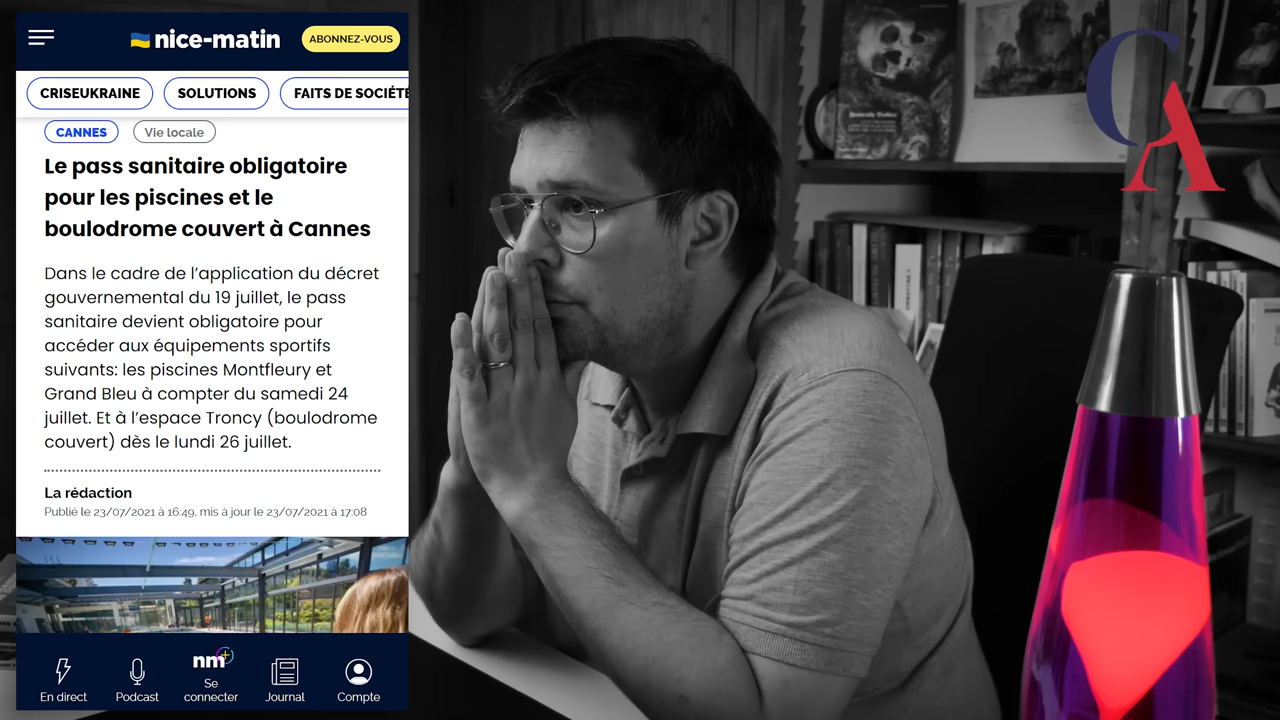 nice-matin
ABONNEZ-VOUS
CRISEUKRAINE
SOLUTIONS
FAITS DE SOCIÉTÉ
CANNES
Vie locale
Le pass sanitaire obligatoire
pour les piscines et le
boulodrome couvert à Cannes
Dans le cadre de l’application du décret
gouvernemental du 19 juillet, le pass
sanitaire devient obligatoire pour
accéder aux équipements sportifs
suivants: les piscines Montfleury et
Grand Bleu à compter du samedi 24
juillet. Et à l’espace Troncy (boulodrome
couvert) dès le lundi 26 juillet.
La rédaction
Publié le 23/07/2021 à 16:49, mis à jour le 23/07/2021 à 17:08
nm+
En direct
Podcast
Se
connecter
Journal
Compte
CA